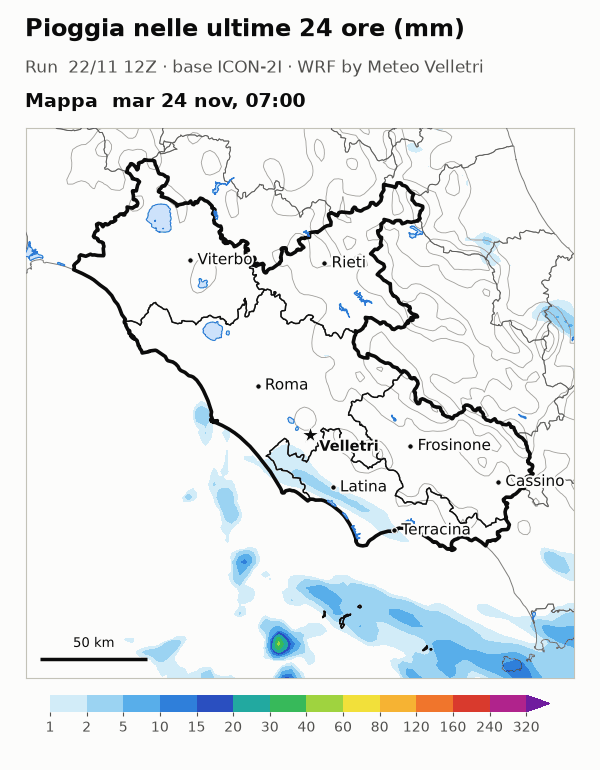 Pioggia nelle ultime 24 ore (mm)
Run  22/11 12Z · base ICON-2I · WRF by Meteo Velletri
Mappa  mar 24 nov, 07:00
Viterbo
Rieti
Roma
Velletri
Frosinone
Cassino
Latina
Terracina
50 km
1 2 5 10 15 20 30 40 60 80 120 160 240 320